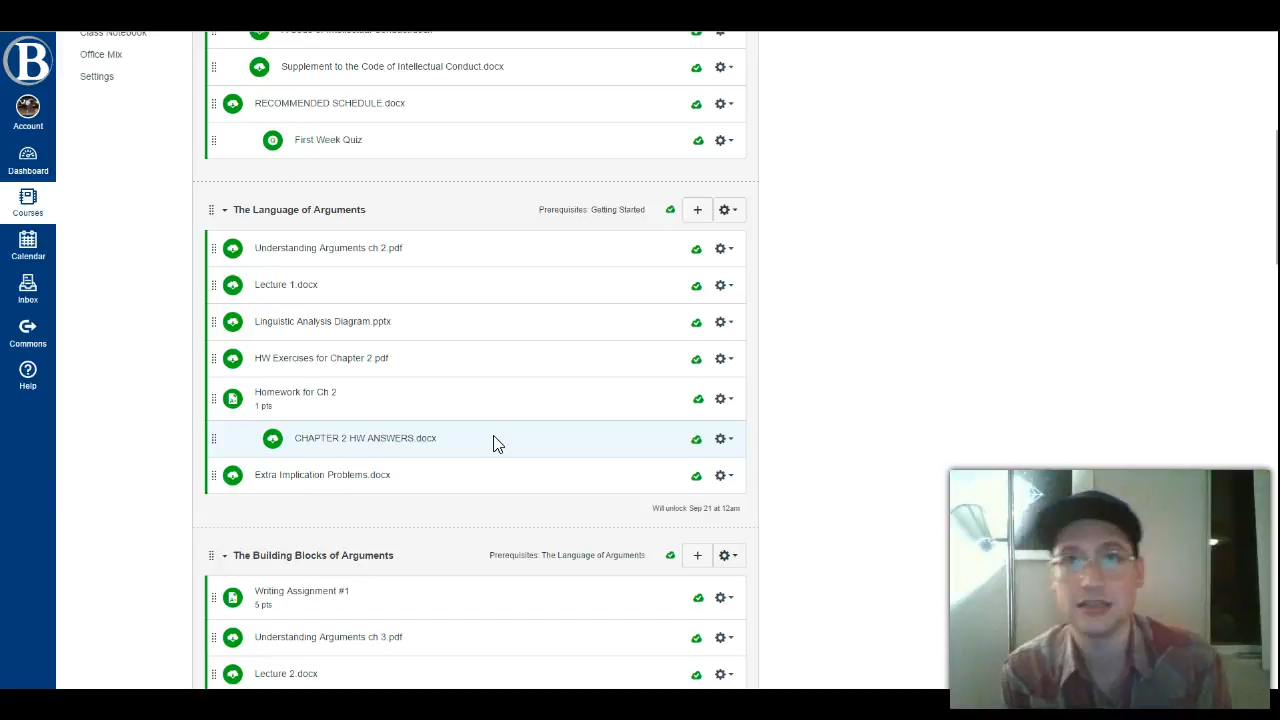 Class Notebook
Office Mix
Settings
B
Account
Dashboard
Courses
Calendar
Inbox
Commons
Help
A Code of Intellectual Conduct.docx
Supplement to the Code of Intellectual Conduct.docx
RECOMMENDED SCHEDULE.docx
First Week Quiz
The Language of Arguments Prerequisites: Getting Started
Understanding Arguments ch 2.pdf
Lecture 1.docx
Linguistic Analysis Diagram.pptx
HW Exercises for Chapter 2.pdf
Homework for Ch 2
1 pts
CHAPTER 2 HW ANSWERS.docx
Extra Implication Problems.docx
Will unlock Sep 21 at 12am
The Building Blocks of Arguments Prerequisites: The Language of Arguments
Writing Assignment #1
5 pts
Understanding Arguments ch 3.pdf
Lecture 2.docx